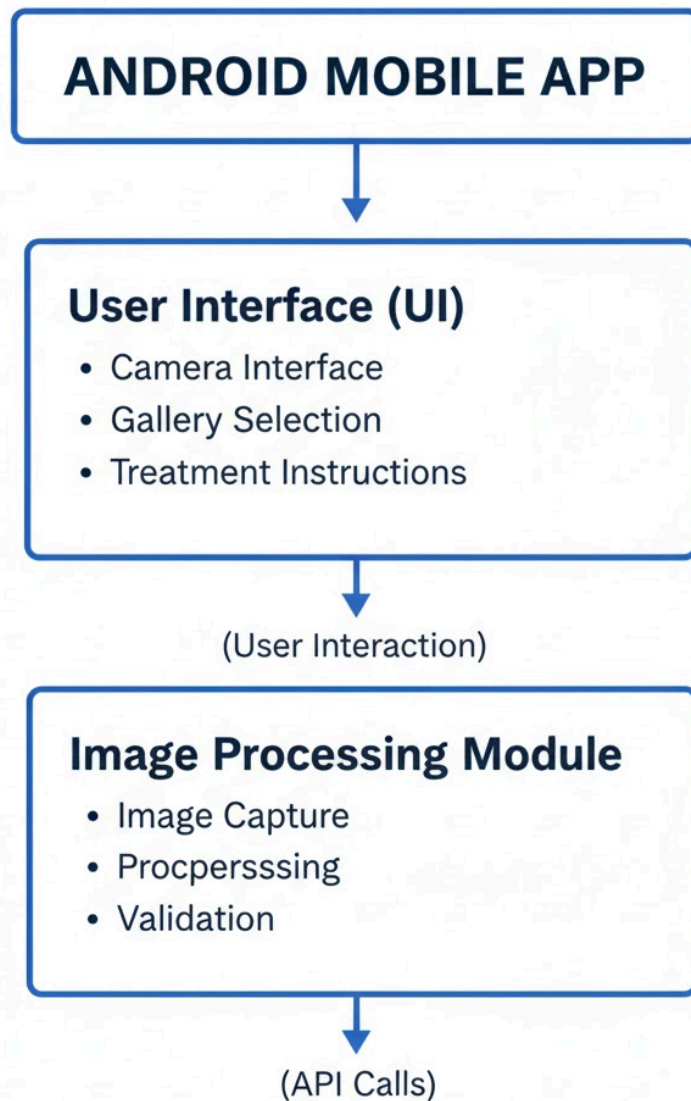 ANDROID MOBILE APP
User Interface (UI)
• Camera Interface
• Gallery Selection
• Treatment Instructions
(User Interaction)
Image Processing Module
• Image Capture
• Procpersssing
• Validation
(API Calls)